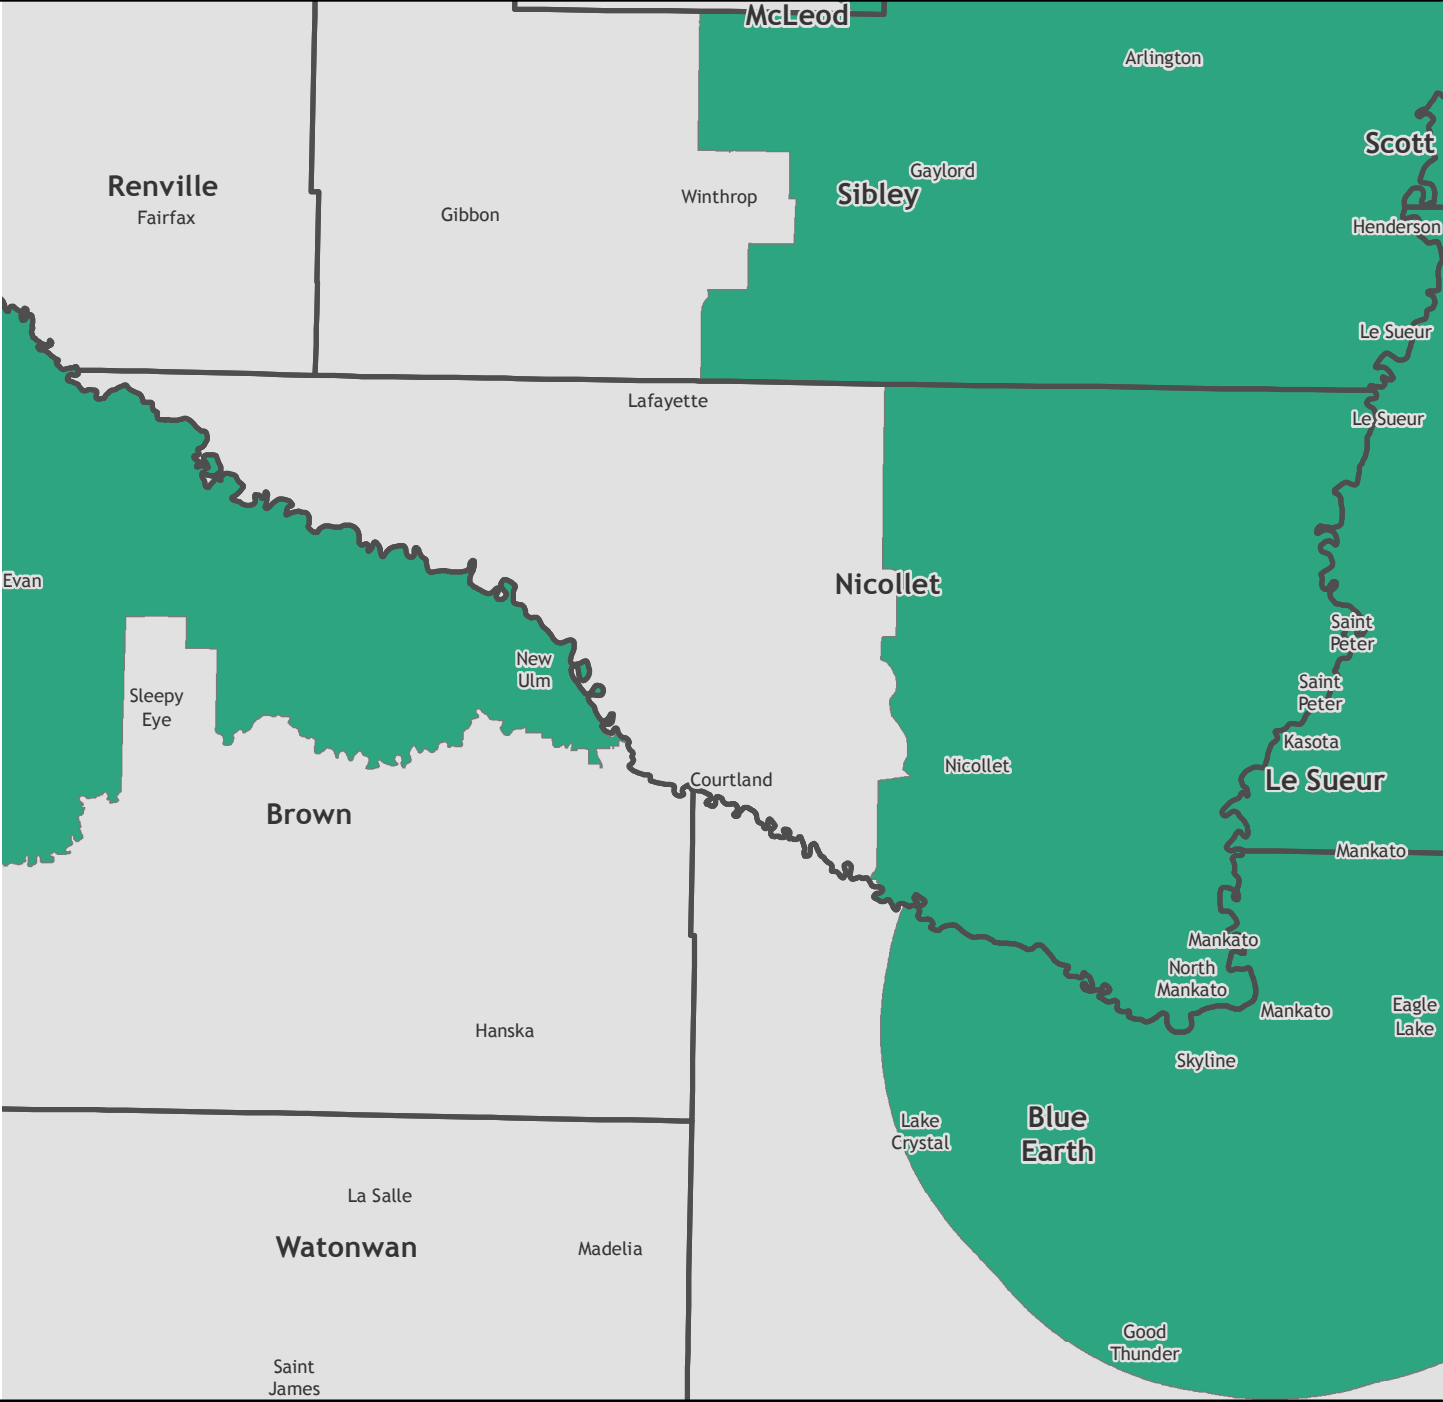 McLeod
Arlington
Scott
Gaylord
Renville
Sibley
Winthrop
Fairfax
Gibbon
Henderson
Le Sueur
Lafayette
Le Sueur
Evan
Nicollet
Saint
Peter
New
Ulm
Sleepy
Eye
Saint
Peter
Kasota
Nicollet
Courtland
Le Sueur
Brown
Mankato
Mankato
North
Mankato
Eagle
Lake
Mankato
Hanska
Skyline
Lake
Crystal
Blue
Earth
La Salle
Watonwan
Madelia
Good
Thunder
Saint
James